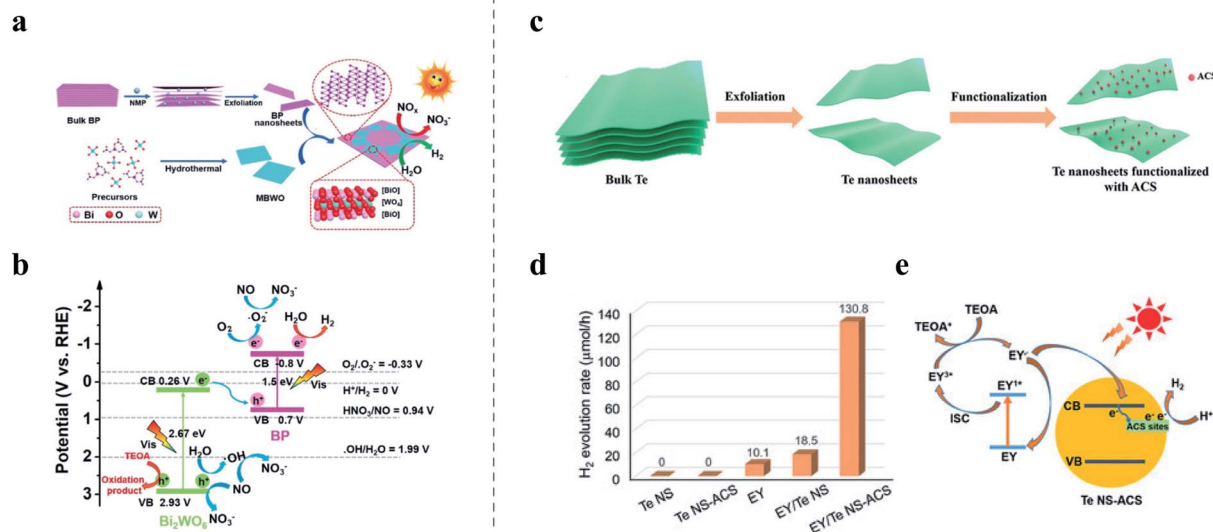 a
Bulk BP
NMP
Exfoliation
BP
nanosheets
NOₓ
NO₃⁻
H₂
H₂O
Precursors
Hydrothermal
MBWO
[BiO]
[WO₄]
[BiO]
Bi O W
b
Potential (V vs. RHE)
-2
-1
0
1
2
3
NO
NO₃⁻
O₂
·O₂⁻
H₂O
H₂
e⁻
e⁻
CB -0.8 V
O₂/.O₂⁻ = -0.33 V
CB 0.26 V
e⁻
1.5 eV
Vis
H⁺/H₂ = 0 V
h⁺
VB 0.7 V
HNO₃/NO = 0.94 V
BP
2.67 eV
Vis
TEOA
H₂O
·OH
NO₃⁻
.OH/H₂O = 1.99 V
Oxidation
product
h⁺
h⁺
NO
VB 2.93 V
NO₃⁻
Bi₂WO₆
c
Bulk Te
Exfoliation
Te nanosheets
Functionalization
ACS
Te nanosheets functionalized
with ACS
d
H₂ evolution rate (μmol/h)
140
120
100
80
60
40
20
0
0
0
10.1
18.5
130.8
Te NS
Te NS-ACS
EY
EY/Te NS
EY/Te NS-ACS
e
TEOA
TEOA⁺
EY⁻
EY³*
EY¹*
ISC
EY
CB
e⁻
e⁻ e⁻
ACS sites
H₂
H⁺
VB
Te NS-ACS